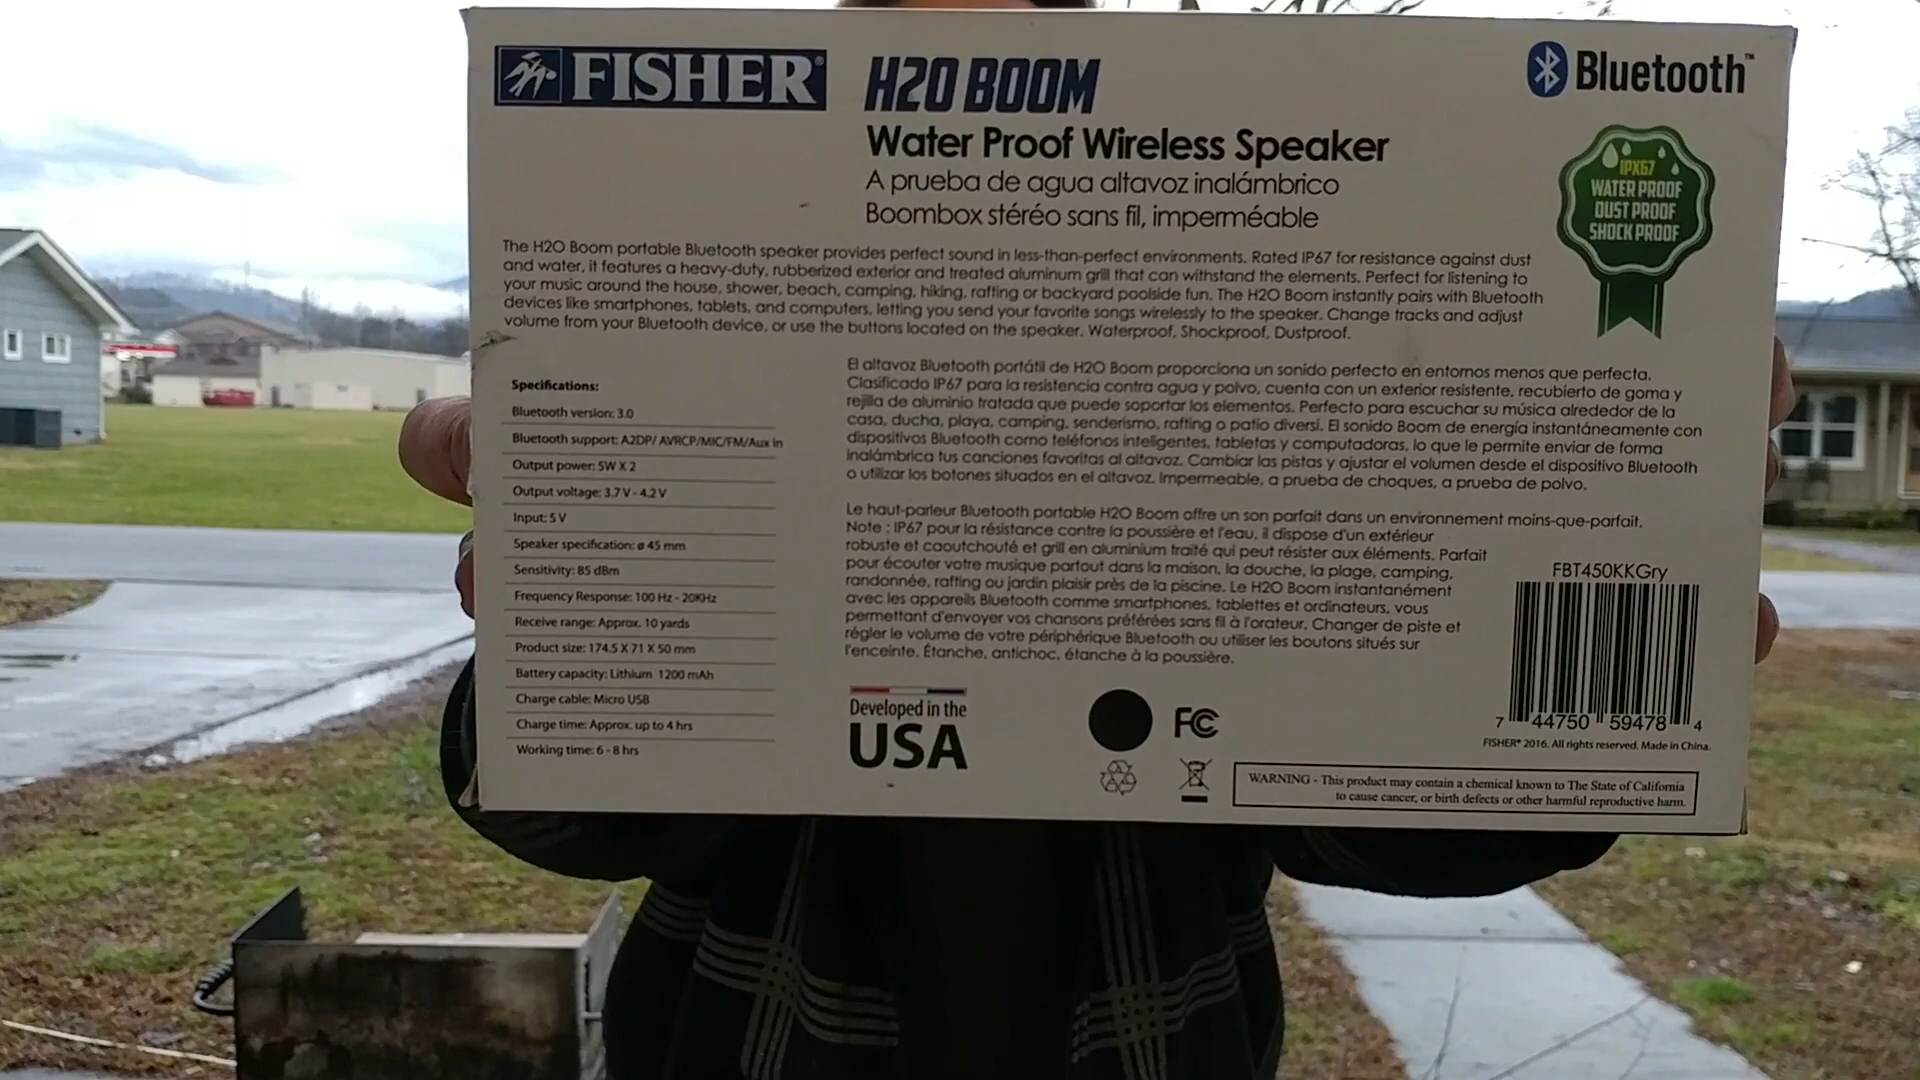 FISHER®
H2O BOOM
Bluetooth™
Water Proof Wireless Speaker
A prueba de agua altavoz inalámbrico
Boombox stéréo sans fil, imperméable
IPX67
WATER PROOF
DUST PROOF
SHOCK PROOF
The H2O Boom portable Bluetooth speaker provides perfect sound in less-than-perfect environments. Rated IP67 for resistance against dust
and water, it features a heavy-duty, rubberized exterior and treated aluminum grill that can withstand the elements. Perfect for listening to
your music around the house, shower, beach, camping, hiking, rafting or backyard poolside fun. The H2O Boom instantly pairs with Bluetooth
devices like smartphones, tablets, and computers, letting you send your favorite songs wirelessly to the speaker. Change tracks and adjust
volume from your Bluetooth device, or use the buttons located on the speaker. Waterproof, Shockproof, Dustproof.
Specifications:
Bluetooth version: 3.0
Bluetooth support: A2DP/ AVRCP/MIC/FM/Aux in
Output power: 5W X 2
Output voltage: 3.7 V - 4.2 V
Input: 5 V
Speaker specification: ø 45 mm
Sensitivity: 85 dBm
Frequency Response: 100 Hz - 20KHz
Receive range: Approx. 10 yards
Product size: 174.5 X 71 X 50 mm
Battery capacity: Lithium 1200 mAh
Charge cable: Micro USB
Charge time: Approx. up to 4 hrs
Working time: 6 - 8 hrs
El altavoz Bluetooth portátil de H2O Boom proporciona un sonido perfecto en entornos menos que perfecta.
Clasificado IP67 para la resistencia contra agua y polvo, cuenta con un exterior resistente, recubierto de goma y
rejilla de aluminio tratada que puede soportar los elementos. Perfecto para escuchar su música alrededor de la
casa, ducha, playa, camping, senderismo, rafting o patio diversi. El sonido Boom de energía instantáneamente con
dispositivos Bluetooth como teléfonos inteligentes, tabletas y computadoras, lo que le permite enviar de forma
inalámbrica tus canciones favoritas al altavoz. Cambiar las pistas y ajustar el volumen desde el dispositivo Bluetooth
o utilizar los botones situados en el altavoz. Impermeable, a prueba de choques, a prueba de polvo.
Le haut-parleur Bluetooth portable H2O Boom offre un son parfait dans un environnement moins-que-parfait.
Note : IP67 pour la résistance contre la poussière et l'eau, il dispose d'un extérieur
robuste et caoutchouté et grill en aluminium traité qui peut résister aux éléments. Parfait
pour écouter votre musique partout dans la maison, la douche, la plage, camping,
randonnée, rafting ou jardin plaisir près de la piscine. Le H2O Boom instantanément
avec les appareils Bluetooth comme smartphones, tablettes et ordinateurs, vous
permettant d'envoyer vos chansons préférées sans fil à l'orateur. Changer de piste et
régler le volume de votre périphérique Bluetooth ou utiliser les boutons situés sur
l'enceinte. Étanche, antichoc, étanche à la poussière.
Developed in the
USA
FC
FBT450KKGry
7 44750 59478 4
FISHER® 2016. All rights reserved. Made in China.
WARNING - This product may contain a chemical known to The State of California
to cause cancer, or birth defects or other harmful reproductive harm.